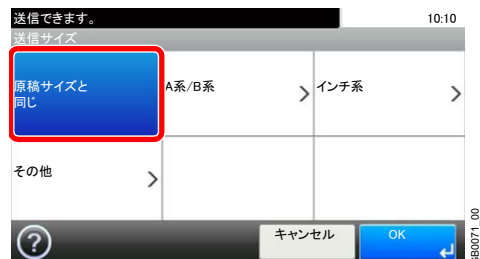 送信できます。 10:10
送信サイズ
原稿サイズと
同じ
A系/B系
インチ系
その他
?
キャンセル
OK